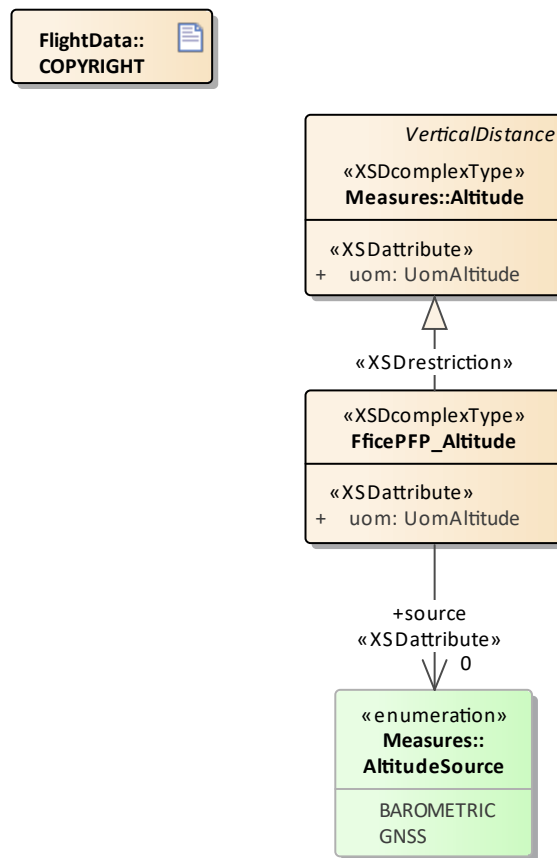 FlightData::
COPYRIGHT
VerticalDistance
«XSDcomplexType»
Measures::Altitude
«XSDattribute»
+ uom: UomAltitude
«XSDrestriction»
«XSDcomplexType»
FficePFP_Altitude
«XSDattribute»
+ uom: UomAltitude
+source
«XSDattribute»
0
«enumeration»
Measures::
AltitudeSource
BAROMETRIC
GNSS